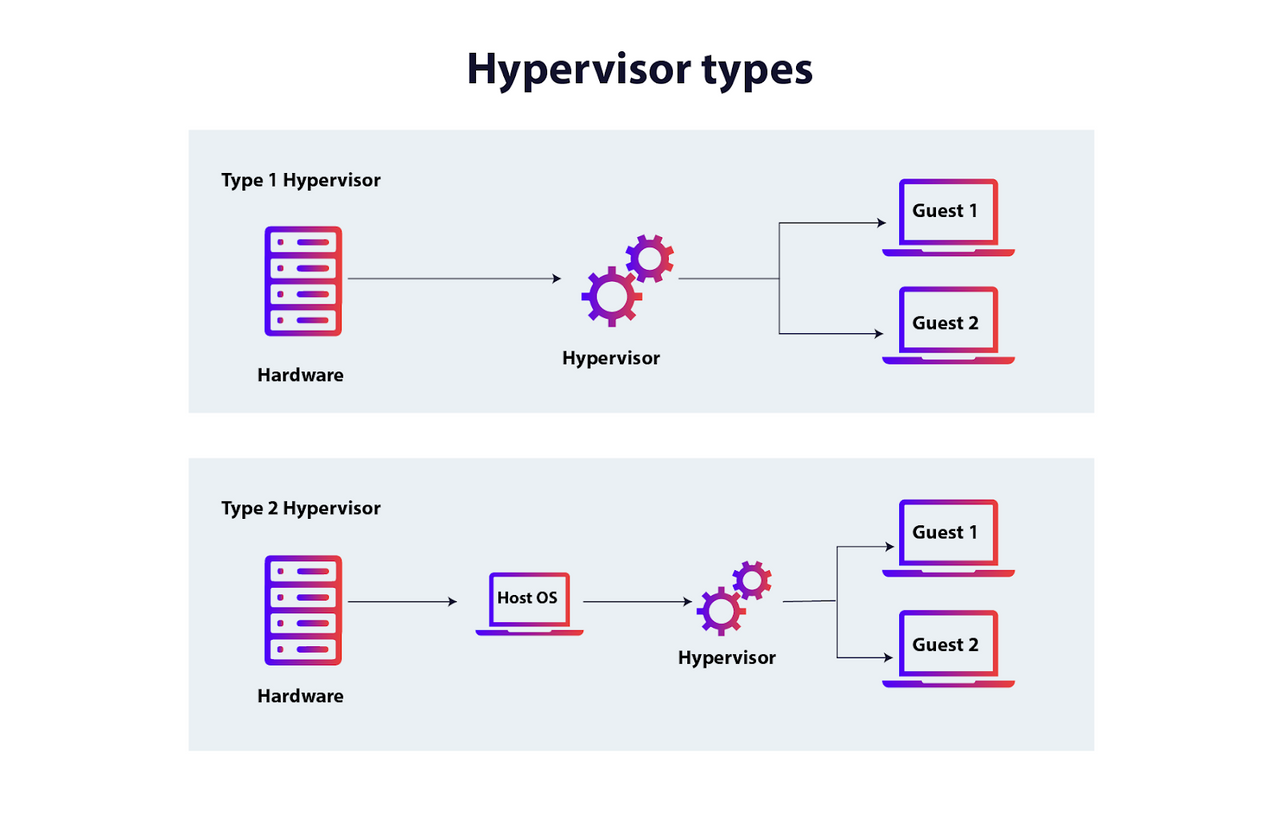 Hypervisor types
Type 1 Hypervisor
Hardware
Hypervisor
Guest 1
Guest 2
Type 2 Hypervisor
Hardware
Host OS
Hypervisor
Guest 1
Guest 2